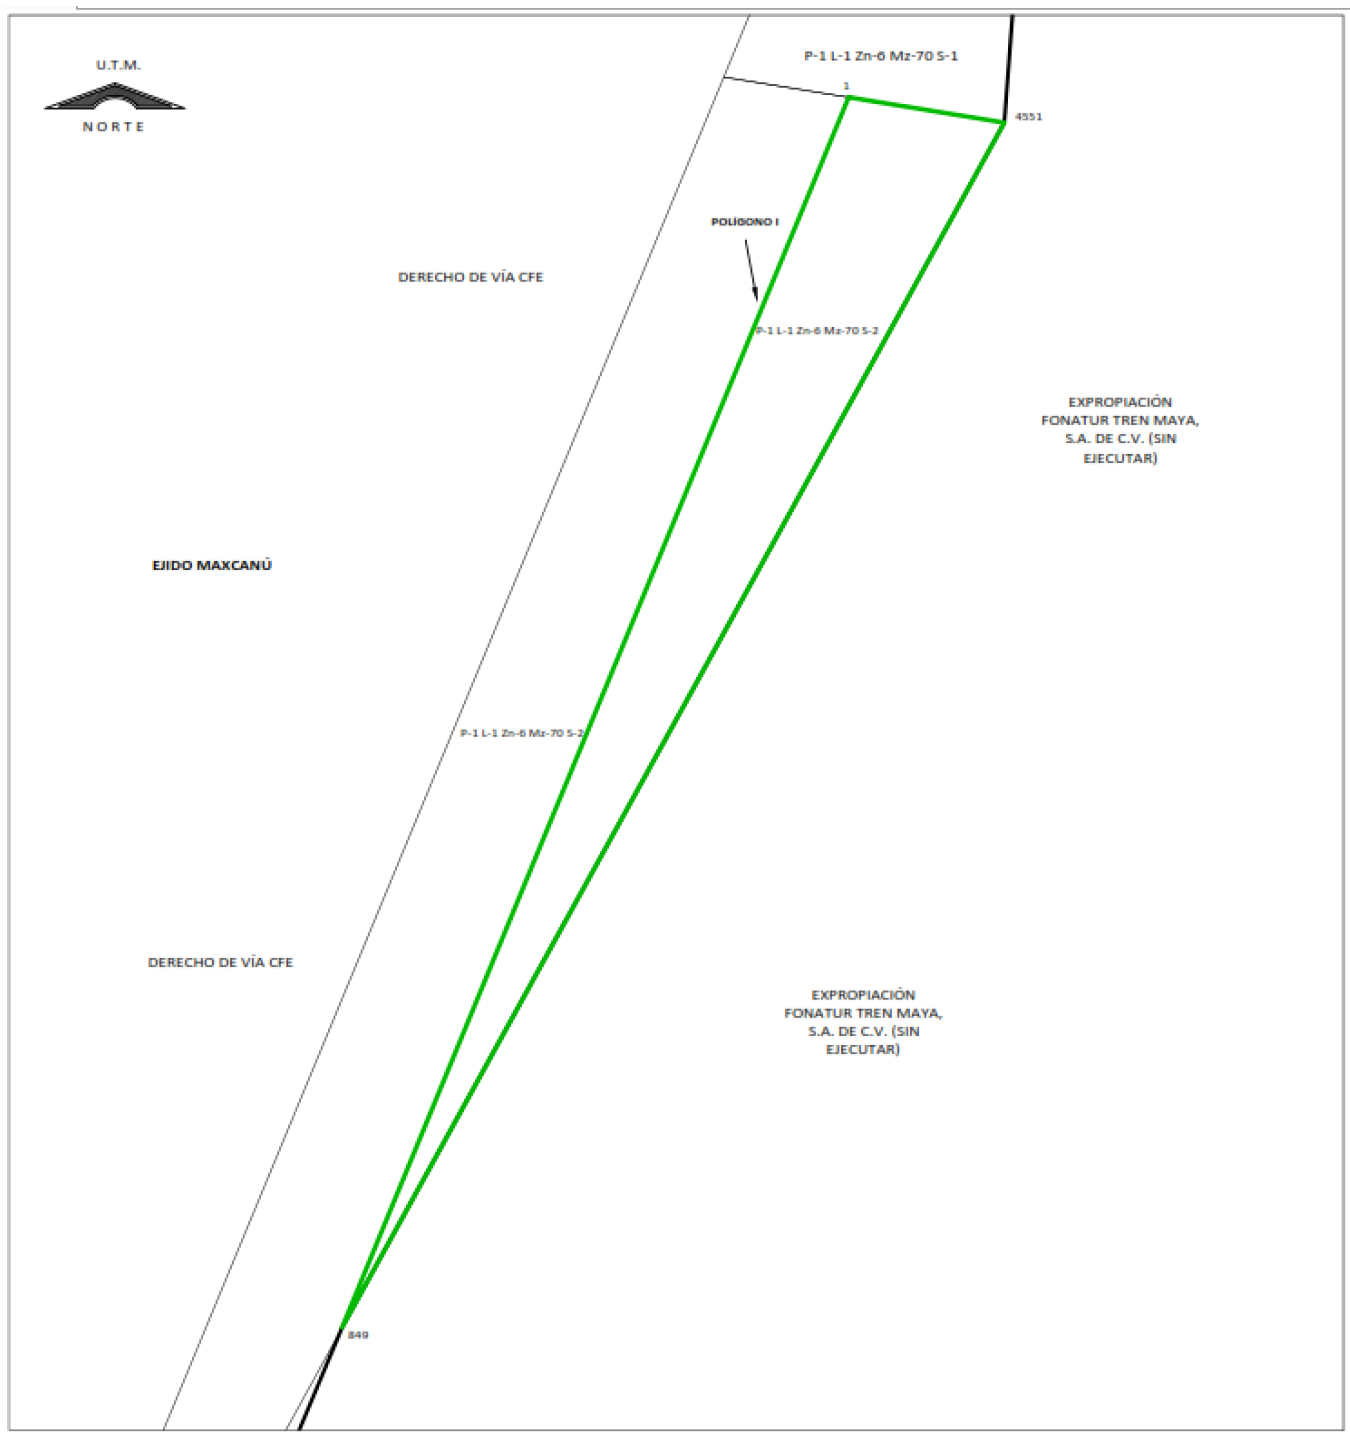 P-1 L-1 Zn-6 Mz-70 S-1
U.T.M.
NORTE
1
4551
POLÍGONO I
DERECHO DE VÍA CFE
P-1 L-1 Zn-6 Mz-70 S-2
EXPROPIACIÓN
FONATUR TREN MAYA,
S.A. DE C.V. (SIN
EJECUTAR)
EJIDO MAXCANÚ
P-1 L-1 Zn-6 Mz-70 S-2
DERECHO DE VÍA CFE
EXPROPIACIÓN
FONATUR TREN MAYA,
S.A. DE C.V. (SIN
EJECUTAR)
849